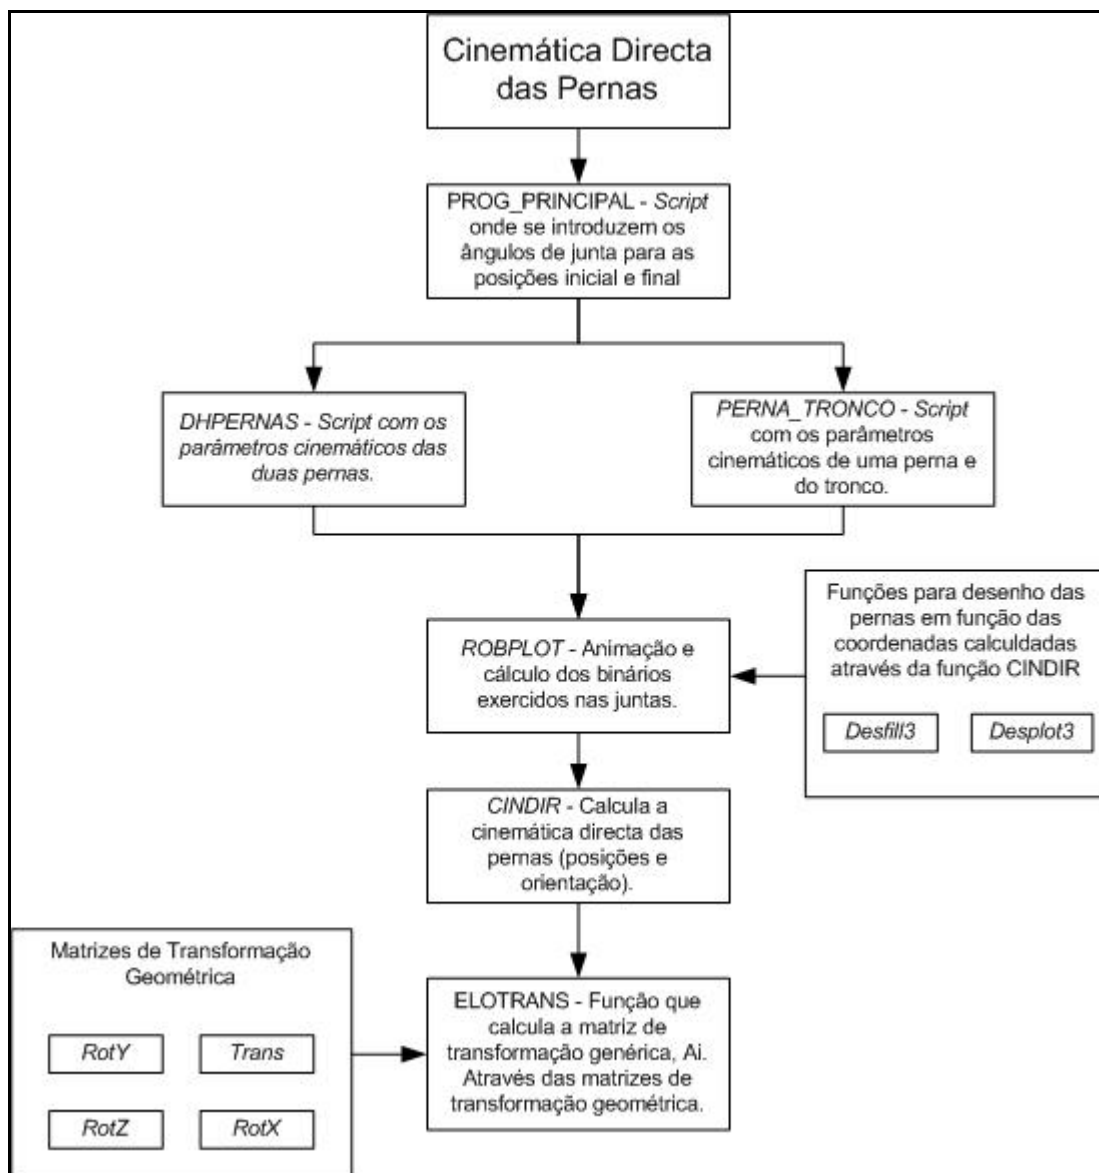 Cinemática Directa
das Pernas
PROG_PRINCIPAL - Script
onde se introduzem os
ângulos de junta para as
posições inicial e final
DHPERNAS - Script com os
parâmetros cinemáticos das
duas pernas.
PERNA_TRONCO - Script
com os parâmetros
cinemáticos de uma perna e
do tronco.
Funções para desenho das
pernas em função das
coordenadas calculdadas
através da função CINDIR
Desfill3
Desplot3
ROBPLOT - Animação e
cálculo dos binários
exercidos nas juntas.
CINDIR - Calcula a
cinemática directa das
pernas (posições e
orientação).
Matrizes de Transformação
Geométrica
RotY
Trans
RotZ
RotX
ELOTRANS - Função que
calcula a matriz de
transformação genérica, Ai.
Através das matrizes de
transformação geométrica.